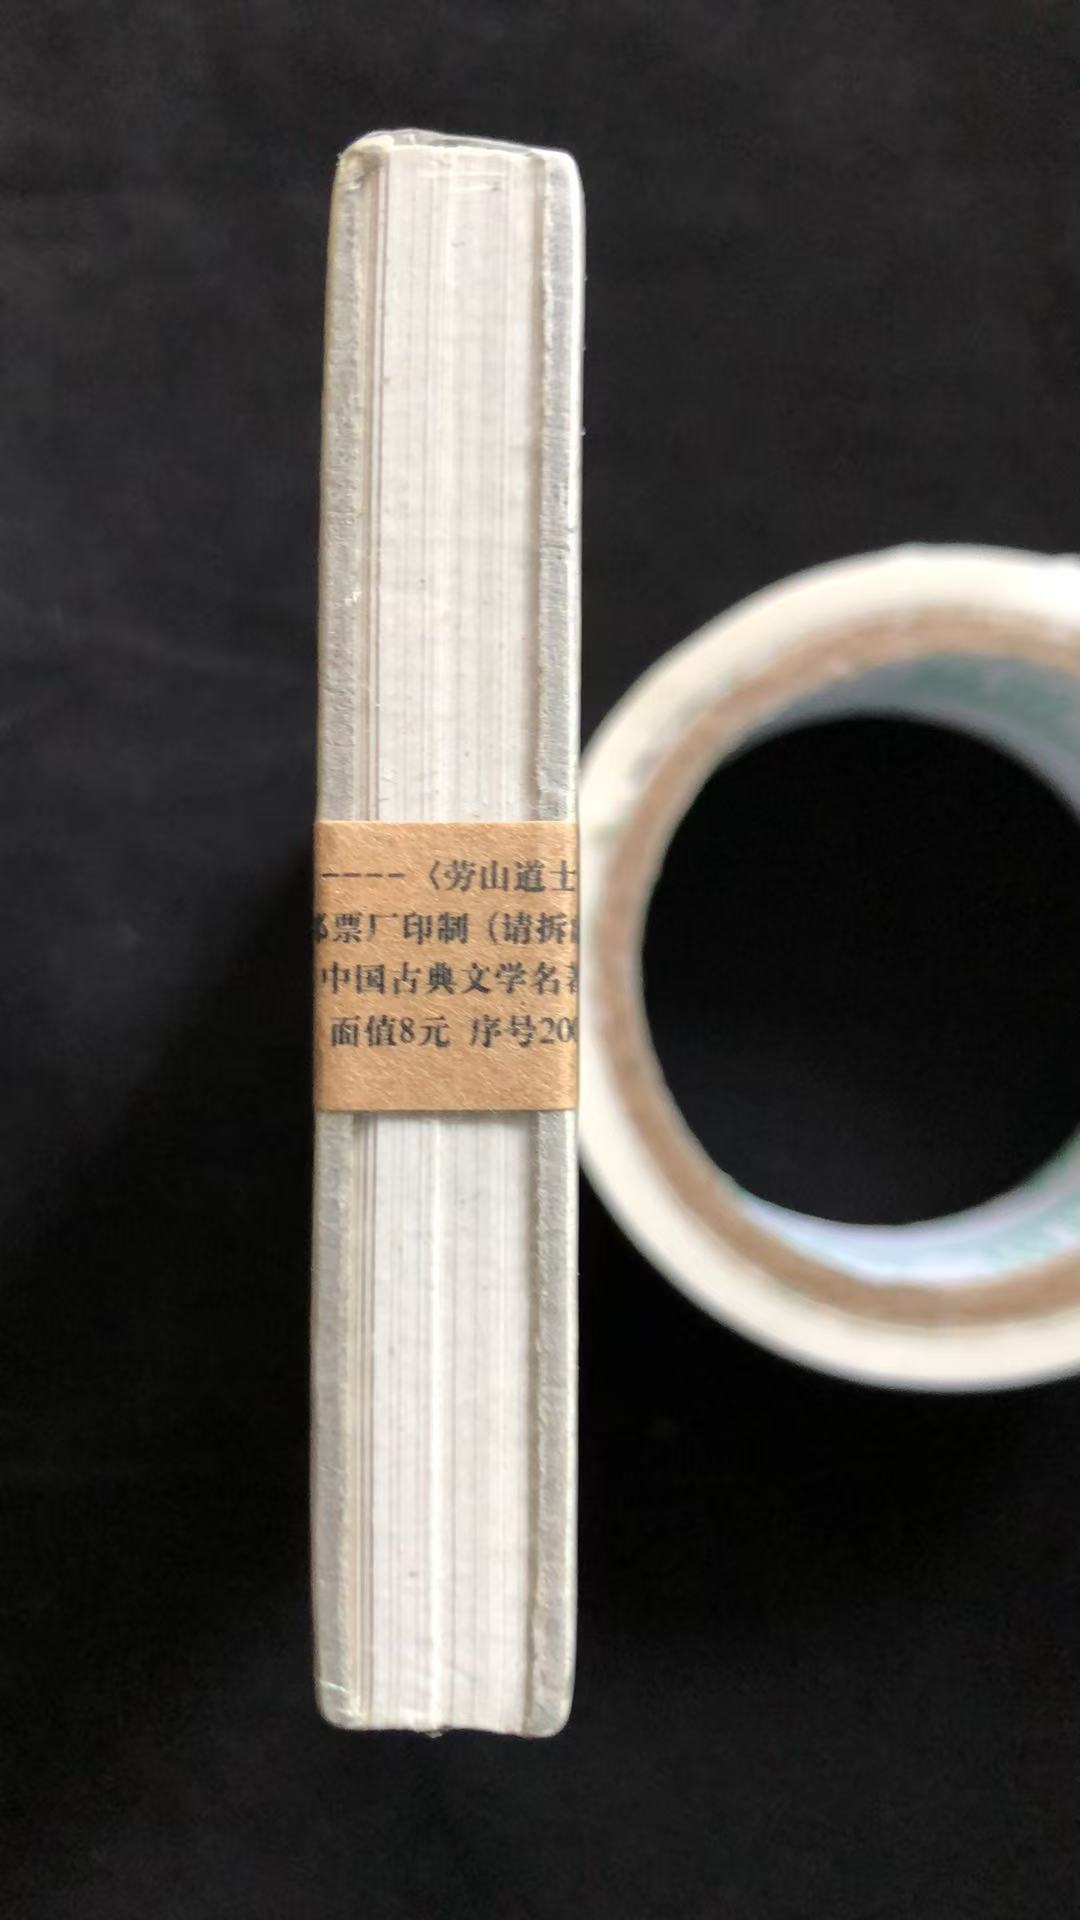 ----〈劳山道士
邮票厂印制（请拆
中国古典文学名著
面值8元 序号200